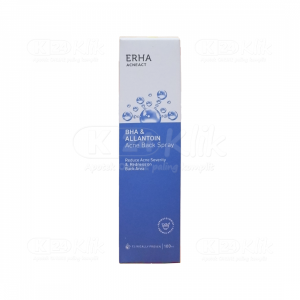 ERHA
ACNEACT
BHA &
ALLANTOIN
Acne Back Spray
Reduce Acne Severity
& Redness on
Back Area